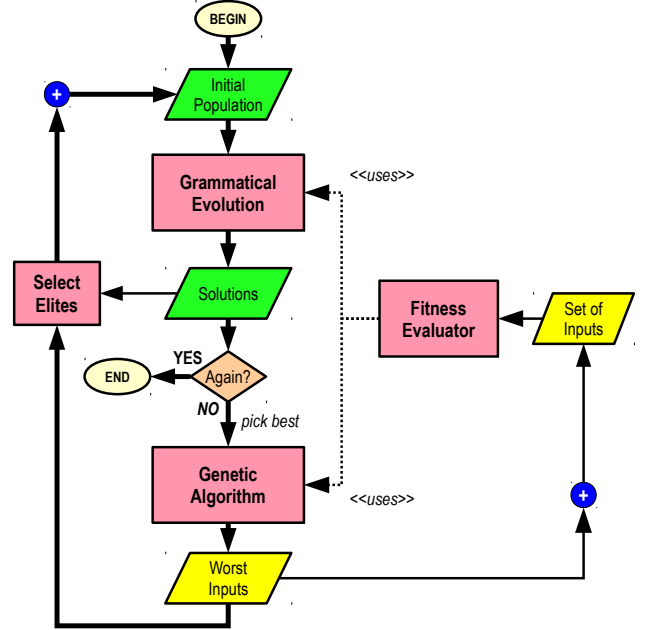 BEGIN
+
Initial
Population
<<uses>>
Grammatical
Evolution
Select
Elites
Solutions
Fitness
Evaluator
Set of
Inputs
YES
END
Again?
NO
pick best
Genetic
Algorithm
<<uses>>
+
Worst
Inputs